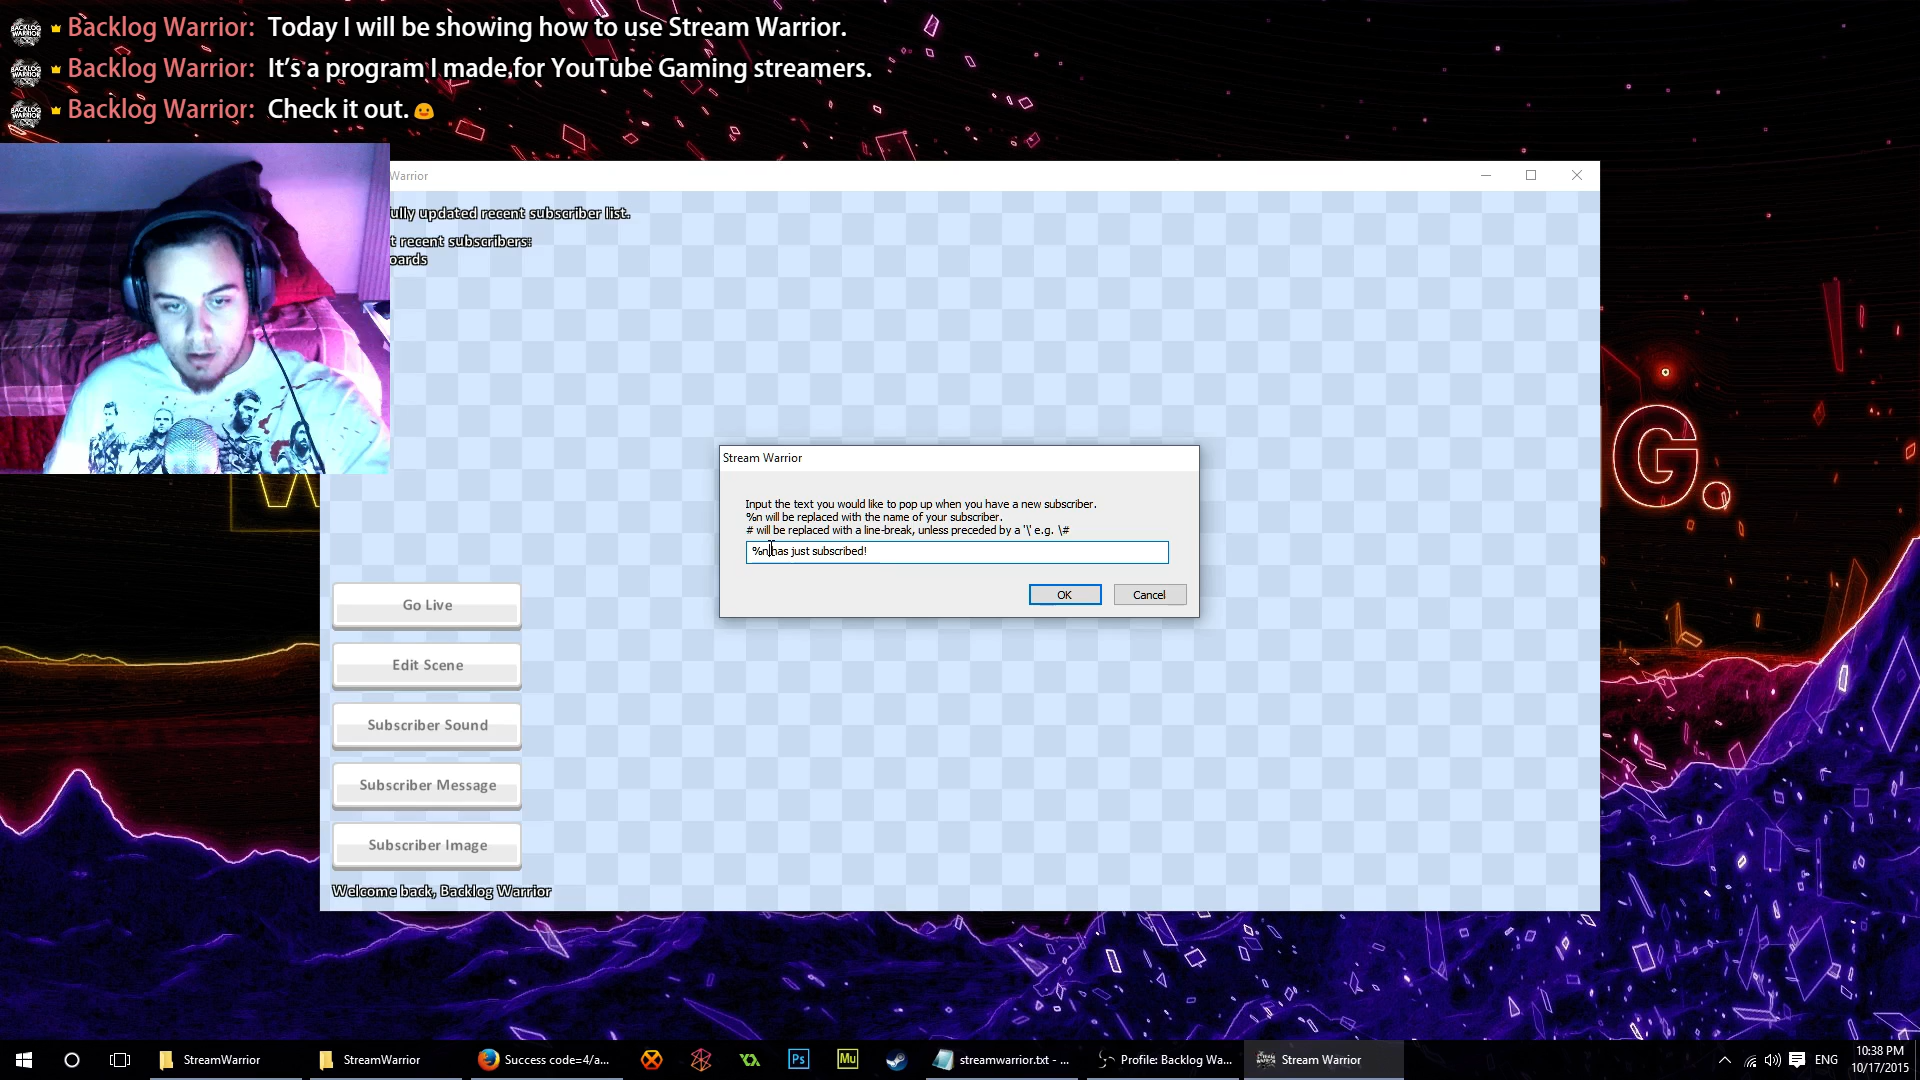 Backlog Warrior: Today I will be showing how to use Stream Warrior.
Backlog Warrior: It's a program I made,for YouTube Gaming streamers.
Backlog Warrior: Check it out.
Warrior
ully updated recent subscriber list.
t recent subscribers:
oards
Stream Warrior
Input the text you would like to pop up when you have a new subscriber.
%n will be replaced with the name of your subscriber.
# will be replaced with a line-break, unless preceded by a '\' e.g. \#
%n has just subscribed!
OK
Cancel
G.
W
Go Live
Edit Scene
Subscriber Sound
Subscriber Message
Subscriber Image
Welcome back, Backlog Warrior
StreamWarrior
StreamWarrior
Success code=4/a...
Ps
Mu
streamwarrior.txt - ...
Profile: Backlog Wa...
Stream Warrior
ENG
10:38 PM
10/17/2015